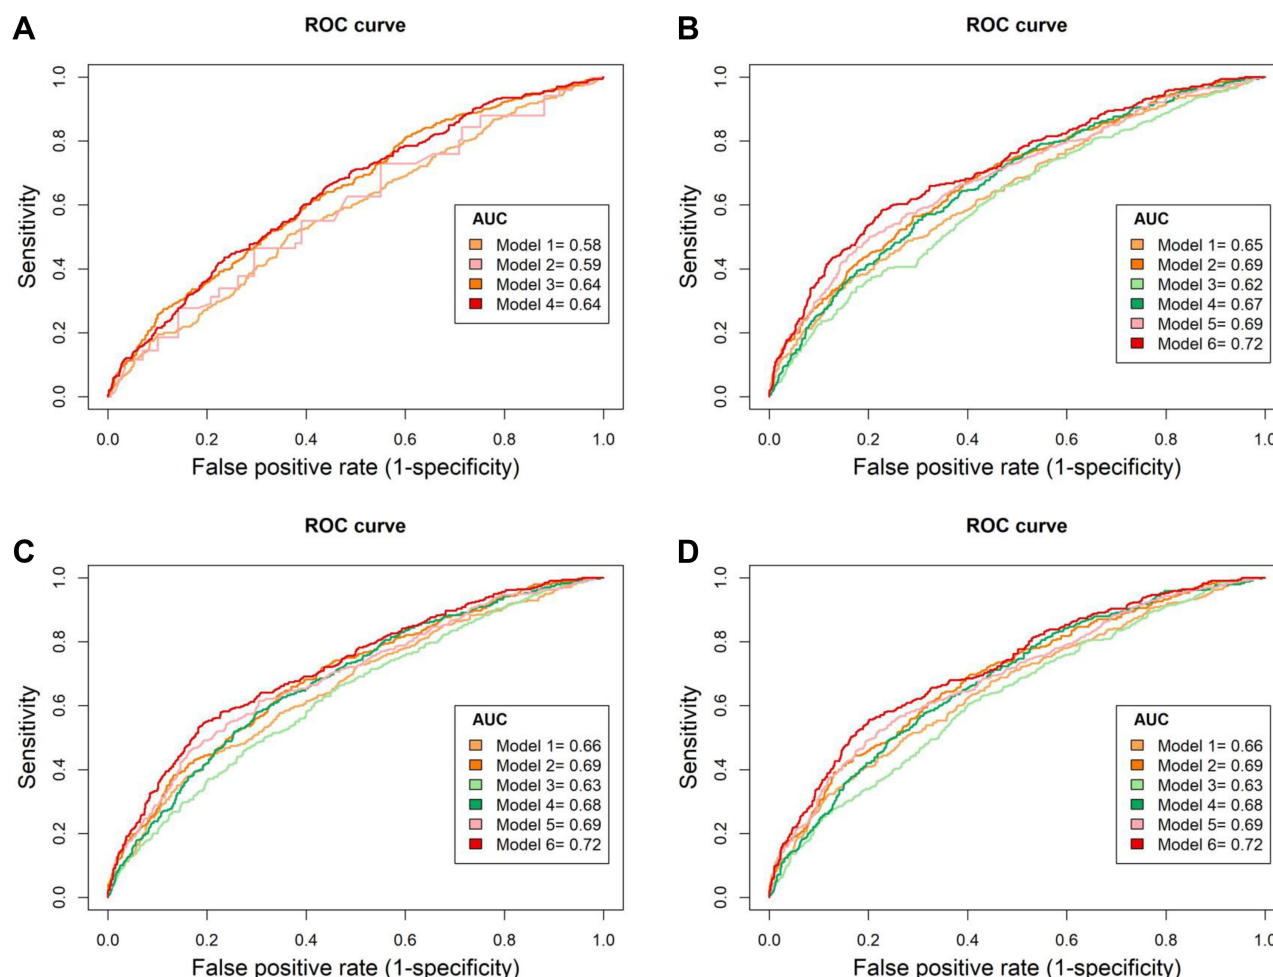 A
ROC curve
Sensitivity
0.0 0.2 0.4 0.6 0.8 1.0
AUC
Model 1= 0.58
Model 2= 0.59
Model 3= 0.64
Model 4= 0.64
0.0 0.2 0.4 0.6 0.8 1.0
False positive rate (1-specificity)
B
ROC curve
Sensitivity
0.0 0.2 0.4 0.6 0.8 1.0
AUC
Model 1= 0.65
Model 2= 0.69
Model 3= 0.62
Model 4= 0.67
Model 5= 0.69
Model 6= 0.72
0.0 0.2 0.4 0.6 0.8 1.0
False positive rate (1-specificity)
C
ROC curve
Sensitivity
0.0 0.2 0.4 0.6 0.8 1.0
AUC
Model 1= 0.66
Model 2= 0.69
Model 3= 0.63
Model 4= 0.68
Model 5= 0.69
Model 6= 0.72
0.0 0.2 0.4 0.6 0.8 1.0
False positive rate (1-specificity)
D
ROC curve
Sensitivity
0.0 0.2 0.4 0.6 0.8 1.0
AUC
Model 1= 0.66
Model 2= 0.69
Model 3= 0.63
Model 4= 0.68
Model 5= 0.69
Model 6= 0.72
0.0 0.2 0.4 0.6 0.8 1.0
False positive rate (1-specificity)